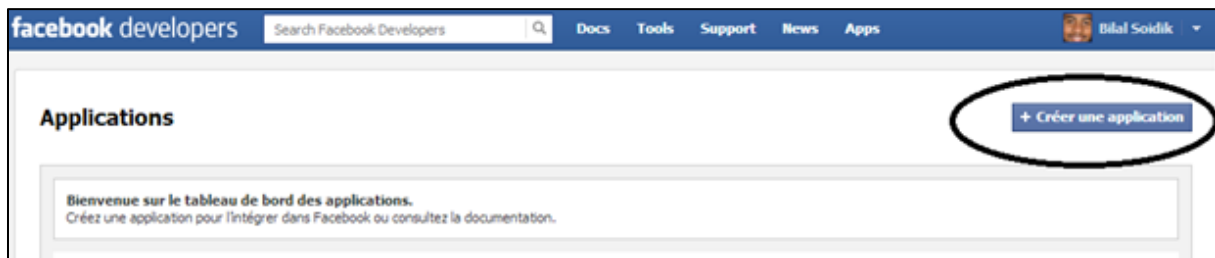 facebook developers Search Facebook Developers Docs Tools Support News Apps Bilal Soidik
Applications + Créer une application
Bienvenue sur le tableau de bord des applications.
Créez une application pour l'intégrer dans Facebook ou consultez la documentation.